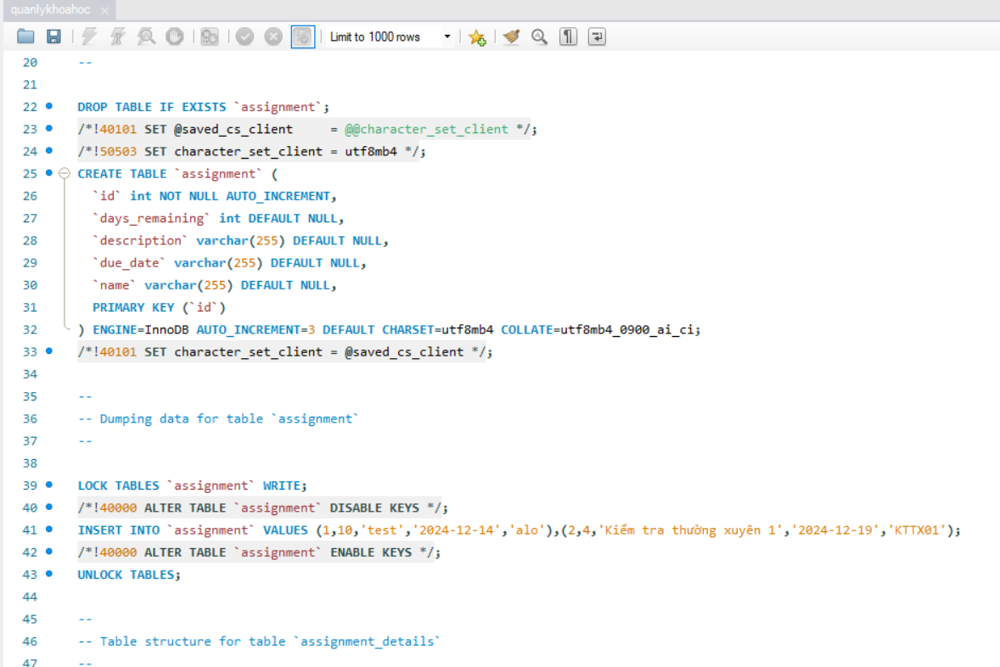 quanlykhoahoc
Limit to 1000 rows
20 --
21
22 DROP TABLE IF EXISTS `assignment`;
23 /*!40101 SET @saved_cs_client     = @@character_set_client */;
24 /*!50503 SET character_set_client = utf8mb4 */;
25 CREATE TABLE `assignment` (
26   `id` int NOT NULL AUTO_INCREMENT,
27   `days_remaining` int DEFAULT NULL,
28   `description` varchar(255) DEFAULT NULL,
29   `due_date` varchar(255) DEFAULT NULL,
30   `name` varchar(255) DEFAULT NULL,
31   PRIMARY KEY (`id`)
32 ) ENGINE=InnoDB AUTO_INCREMENT=3 DEFAULT CHARSET=utf8mb4 COLLATE=utf8mb4_0900_ai_ci;
33 /*!40101 SET character_set_client = @saved_cs_client */;
34
35 --
36 -- Dumping data for table `assignment`
37 --
38
39 LOCK TABLES `assignment` WRITE;
40 /*!40000 ALTER TABLE `assignment` DISABLE KEYS */;
41 INSERT INTO `assignment` VALUES (1,10,'test','2024-12-14','alo'),(2,4,'Kiểm tra thường xuyên 1','2024-12-19','KTTX01');
42 /*!40000 ALTER TABLE `assignment` ENABLE KEYS */;
43 UNLOCK TABLES;
44
45 --
46 -- Table structure for table `assignment_details`
47 --